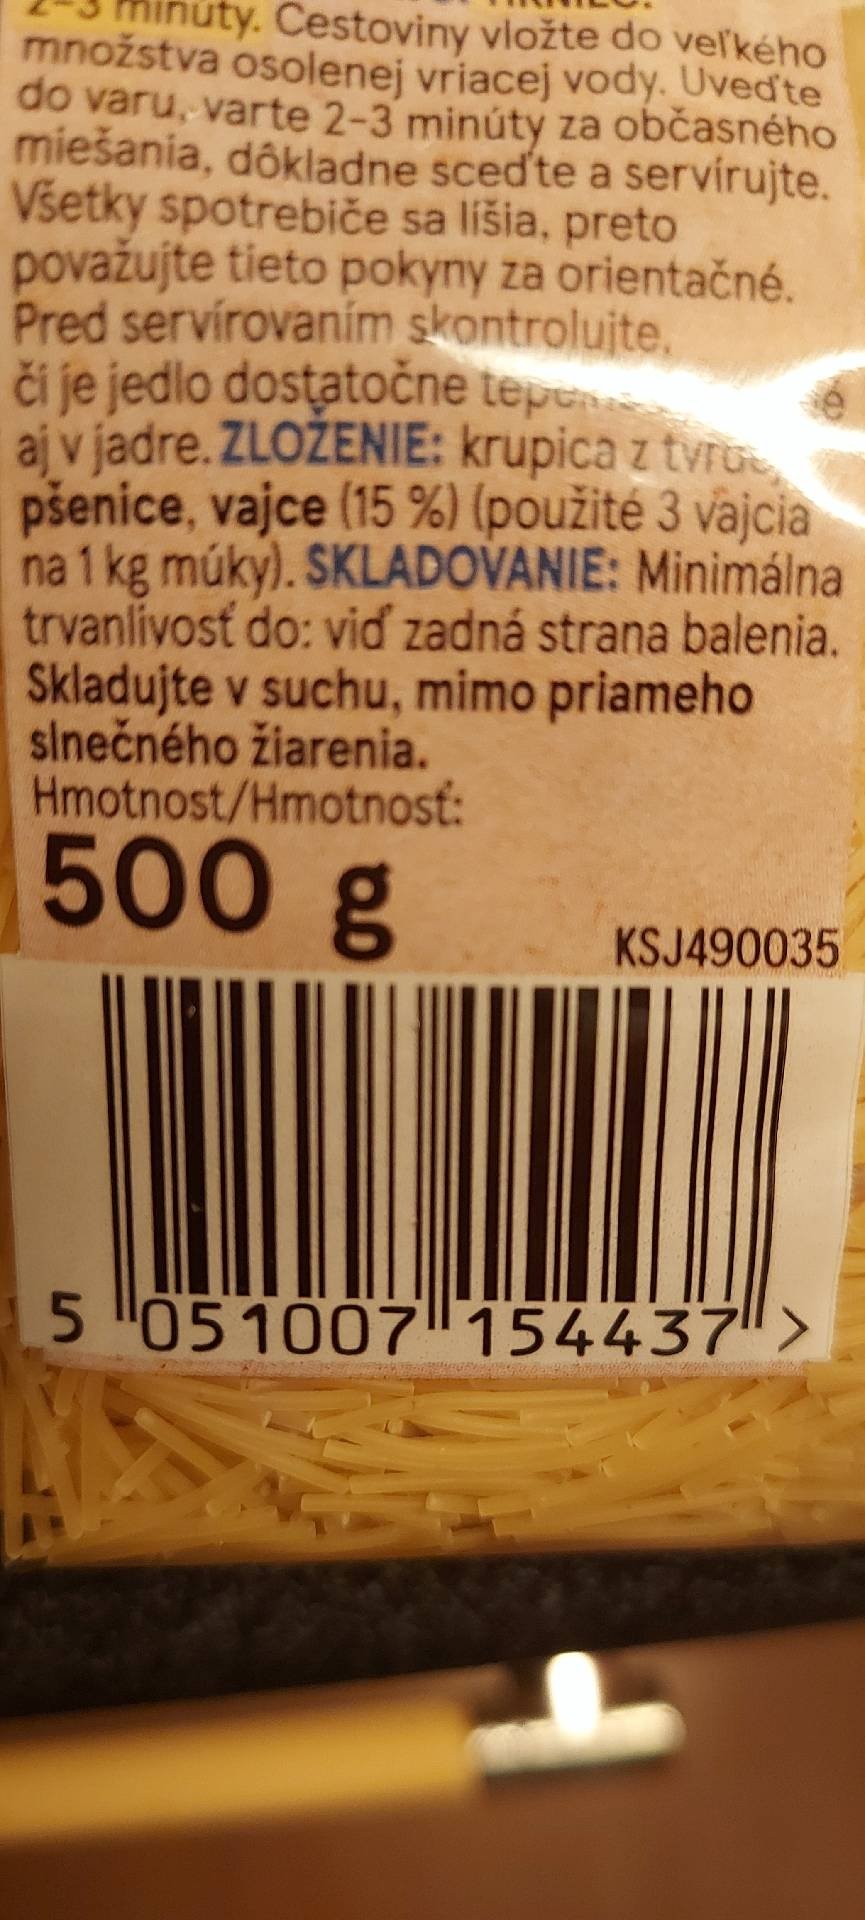 2-3 minúty. Cestoviny vložte do veľkého
množstva osolenej vriacej vody. Uveďte
do varu, varte 2-3 minúty za občasného
miešania, dôkladne sceďte a servírujte.
Všetky spotrebiče sa líšia, preto
považujte tieto pokyny za orientačné.
Pred servírovaním skontrolujte,
či je jedlo dostatočne
aj v jadre. ZLOŽENIE: krupica z
pšenice, vajce (15 %) (použité 3 vajcia
na 1 kg múky). SKLADOVANIE: Minimálna
trvanlivosť do: viď zadná strana balenia.
Skladujte v suchu, mimo priameho
slnečného žiarenia.
Hmotnost/Hmotnosť:
500 g
KSJ490035
5 051007 154437 >